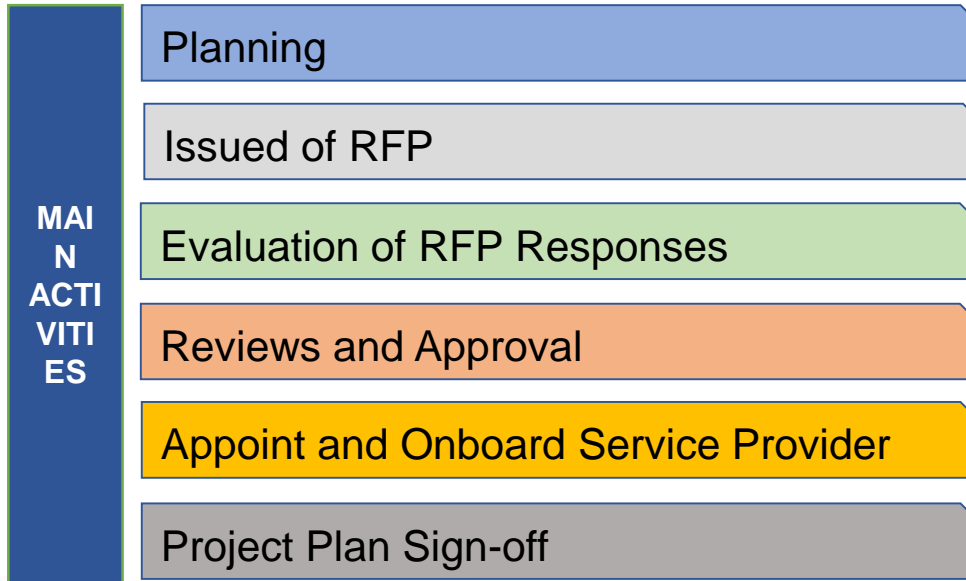 MAI
N
ACTI
VITI
ES
Planning
Issued of RFP
Evaluation of RFP Responses
Reviews and Approval
Appoint and Onboard Service Provider
Project Plan Sign-off